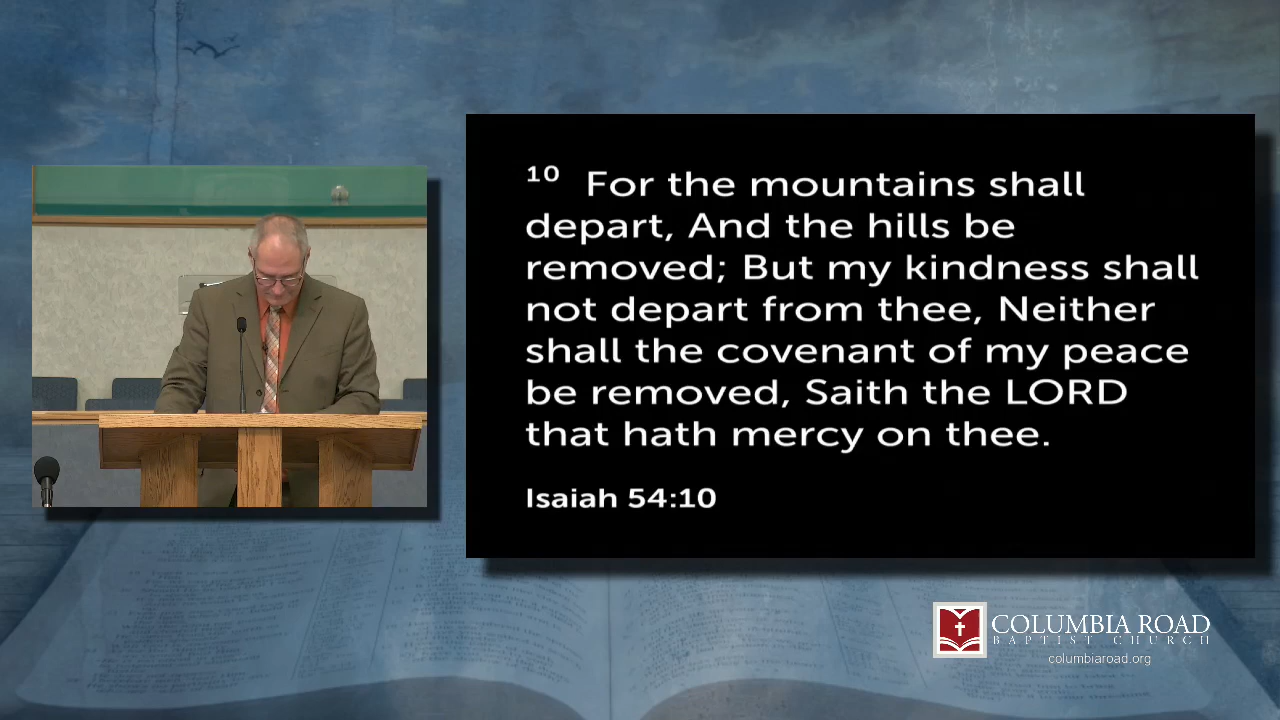 10 For the mountains shall
depart, And the hills be
removed; But my kindness shall
not depart from thee, Neither
shall the covenant of my peace
be removed, Saith the LORD
that hath mercy on thee.
Isaiah 54:10
COLUMBIA ROAD
BAPTIST CHURCH
columbiaroad.org